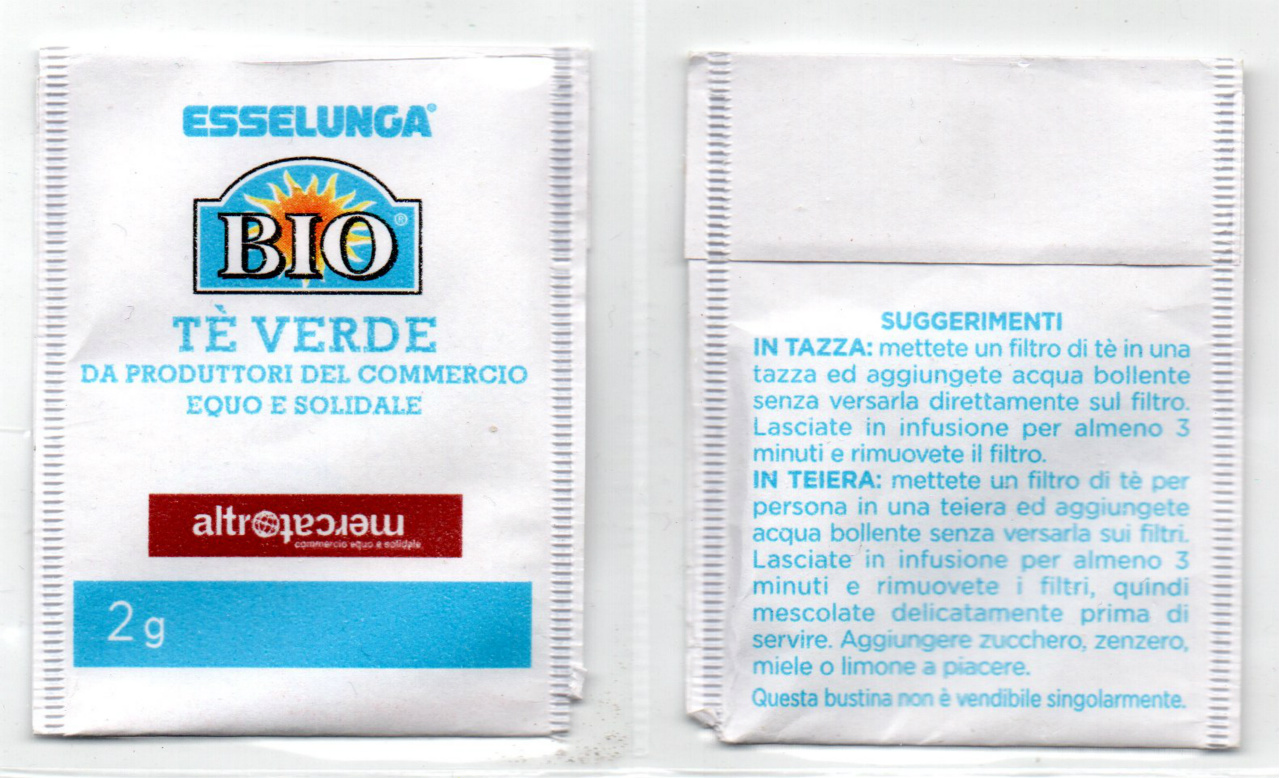 ESSELUNGA®
BIO®
TÈ VERDE
DA PRODUTTORI DEL COMMERCIO
EQUO E SOLIDALE
altromercato
commercio equo e solidale
2 g
SUGGERIMENTI
IN TAZZA: mettete un filtro di tè in una
tazza ed aggiungete acqua bollente
senza versarla direttamente sul filtro.
Lasciate in infusione per almeno 3
minuti e rimuovete il filtro.
IN TEIERA: mettete un filtro di tè per
persona in una teiera ed aggiungete
acqua bollente senza versarla sui filtri.
Lasciate in infusione per almeno 3
minuti e rimuovete i filtri, quindi
mescolate delicatamente prima di
servire. Aggiungere zucchero, zenzero,
miele o limone a piacere.
Questa bustina non è vendibile singolarmente.